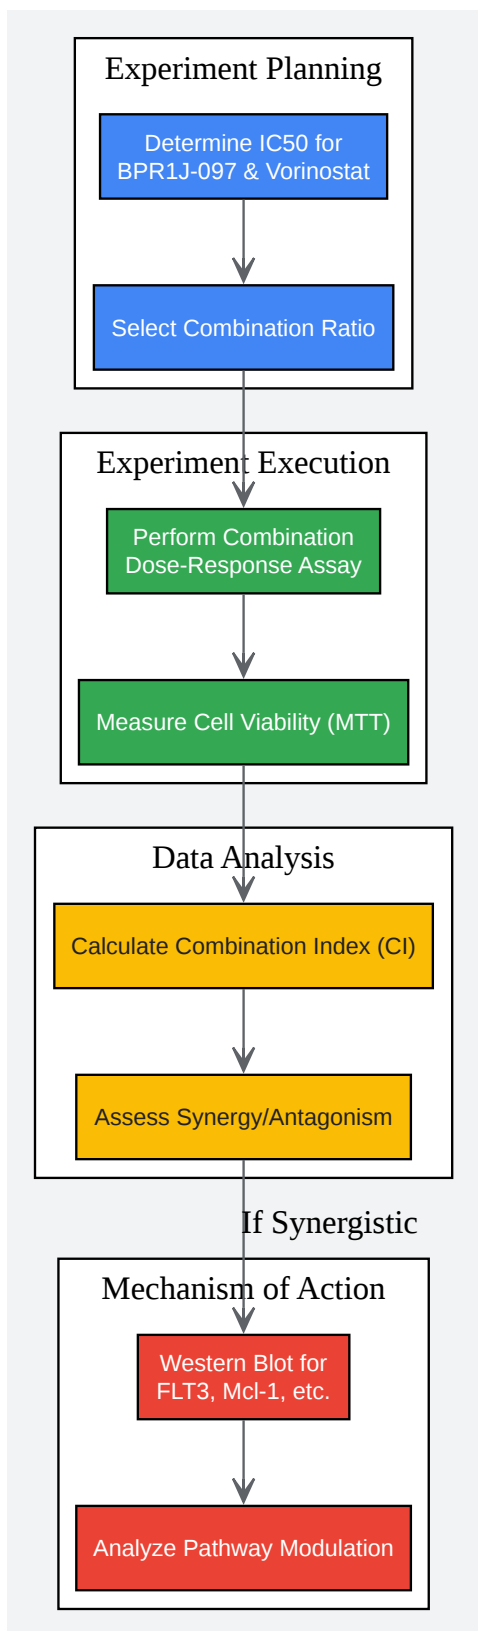 Experiment Planning
Determine IC50 for
BPR1J-097 & Vorinostat
Select Combination Ratio
Experiment Execution
Perform Combination
Dose-Response Assay
Measure Cell Viability (MTT)
Data Analysis
Calculate Combination Index (CI)
Assess Synergy/Antagonism
If Synergistic
Mechanism of Action
Western Blot for
FLT3, Mcl-1, etc.
Analyze Pathway Modulation